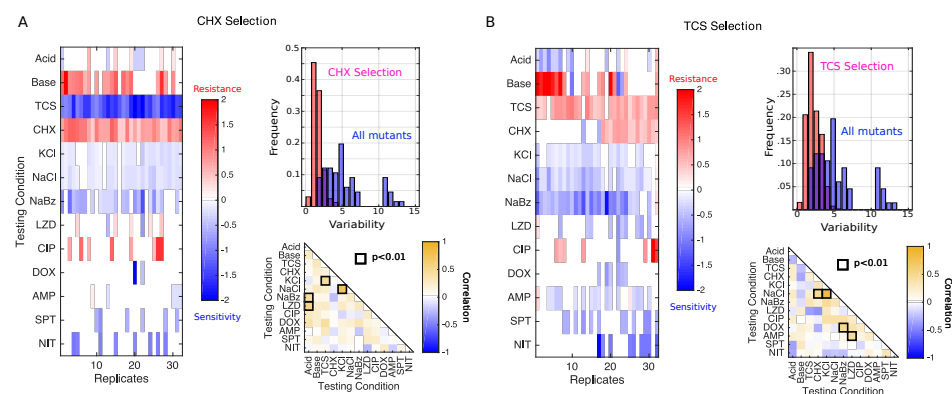 A
CHX Selection
Acid
Base
TCS
CHX
KCl
NaCl
NaBz
LZD
CIP
DOX
AMP
SPT
NIT
Testing Condition
10 20 30
Replicates
Resistance
2
1.5
1
0.5
0
-0.5
-1
-1.5
-2
Sensitivity
0.5
0.4
0.3
0.2
0.1
Frequency
CHX Selection
All mutants
0 5 10 15
Variability
Acid
Base
TCS
CHX
KCl
NaCl
NaBz
LZD
CIP
DOX
AMP
SPT
NIT
Testing Condition
p<0.01
Acid Base TCS CHX KCl NaCl NaBz LZD CIP DOX AMP SPT NIT
Testing Condition
1
0.5
0
-0.5
-1
Correlation
B
TCS Selection
Acid
Base
TCS
CHX
KCl
NaCl
NaBz
LZD
CIP
DOX
AMP
SPT
NIT
Testing Condition
10 20 30
Replicates
Resistance
2
1.5
1
0.5
0
-0.5
-1
-1.5
-2
Sensitivity
.35
.30
.25
.20
.15
.10
.05
Frequency
TCS Selection
All mutants
0 5 10 15
Variability
Acid
Base
TCS
CHX
KCl
NaCl
NaBz
LZD
CIP
DOX
AMP
SPT
NIT
Testing Condition
p<0.01
Acid Base TCS CHX KCl NaCl NaBz LZD CIP DOX AMP SPT NIT
Testing Condition
1
0.5
0
-0.5
-1
Correlation